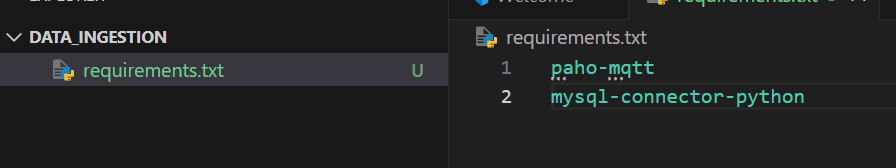 DATA_INGESTION
requirements.txt
U
requirements.txt
1 paho-mqtt
2 mysql-connector-python